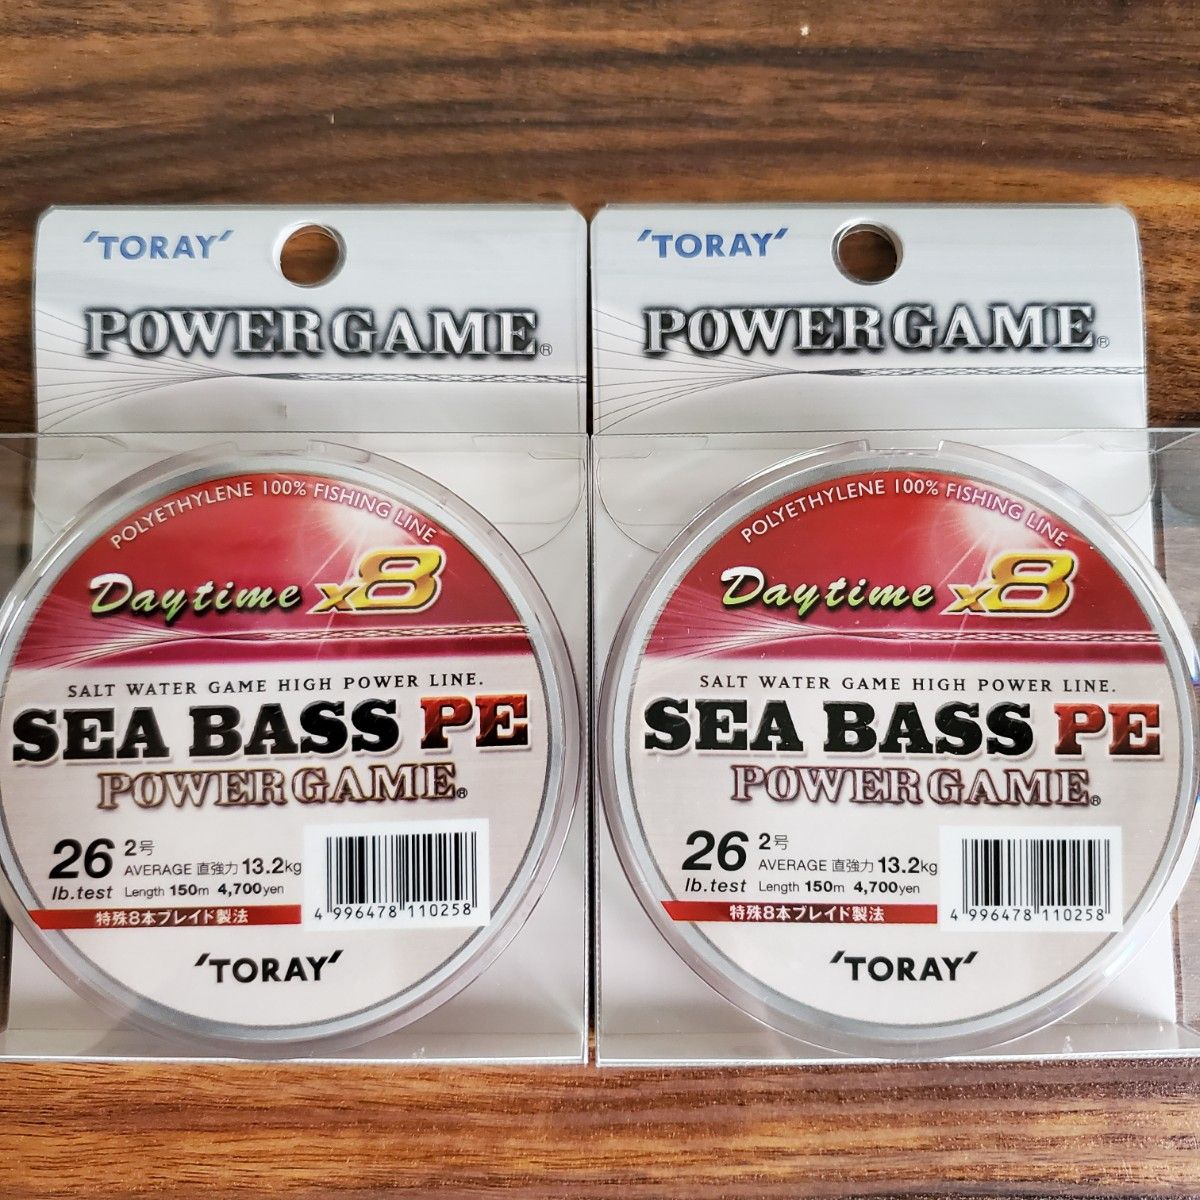 'TORAY'
POWERGAME®
POLYETHYLENE 100% FISHING LINE
Daytime x8
SALT WATER GAME HIGH POWER LINE.
SEA BASS PE
POWERGAME®
26 2号
lb.test AVERAGE 直強力 13.2kg
Length 150m 4,700yen
特殊8本ブレイド製法
4 996478 110258
'TORAY'
'TORAY'
POWERGAME®
POLYETHYLENE 100% FISHING LINE
Daytime x8
SALT WATER GAME HIGH POWER LINE.
SEA BASS PE
POWERGAME®
26 2号
lb.test AVERAGE 直強力 13.2kg
Length 150m 4,700yen
特殊8本ブレイド製法
4 996478 110258
'TORAY'